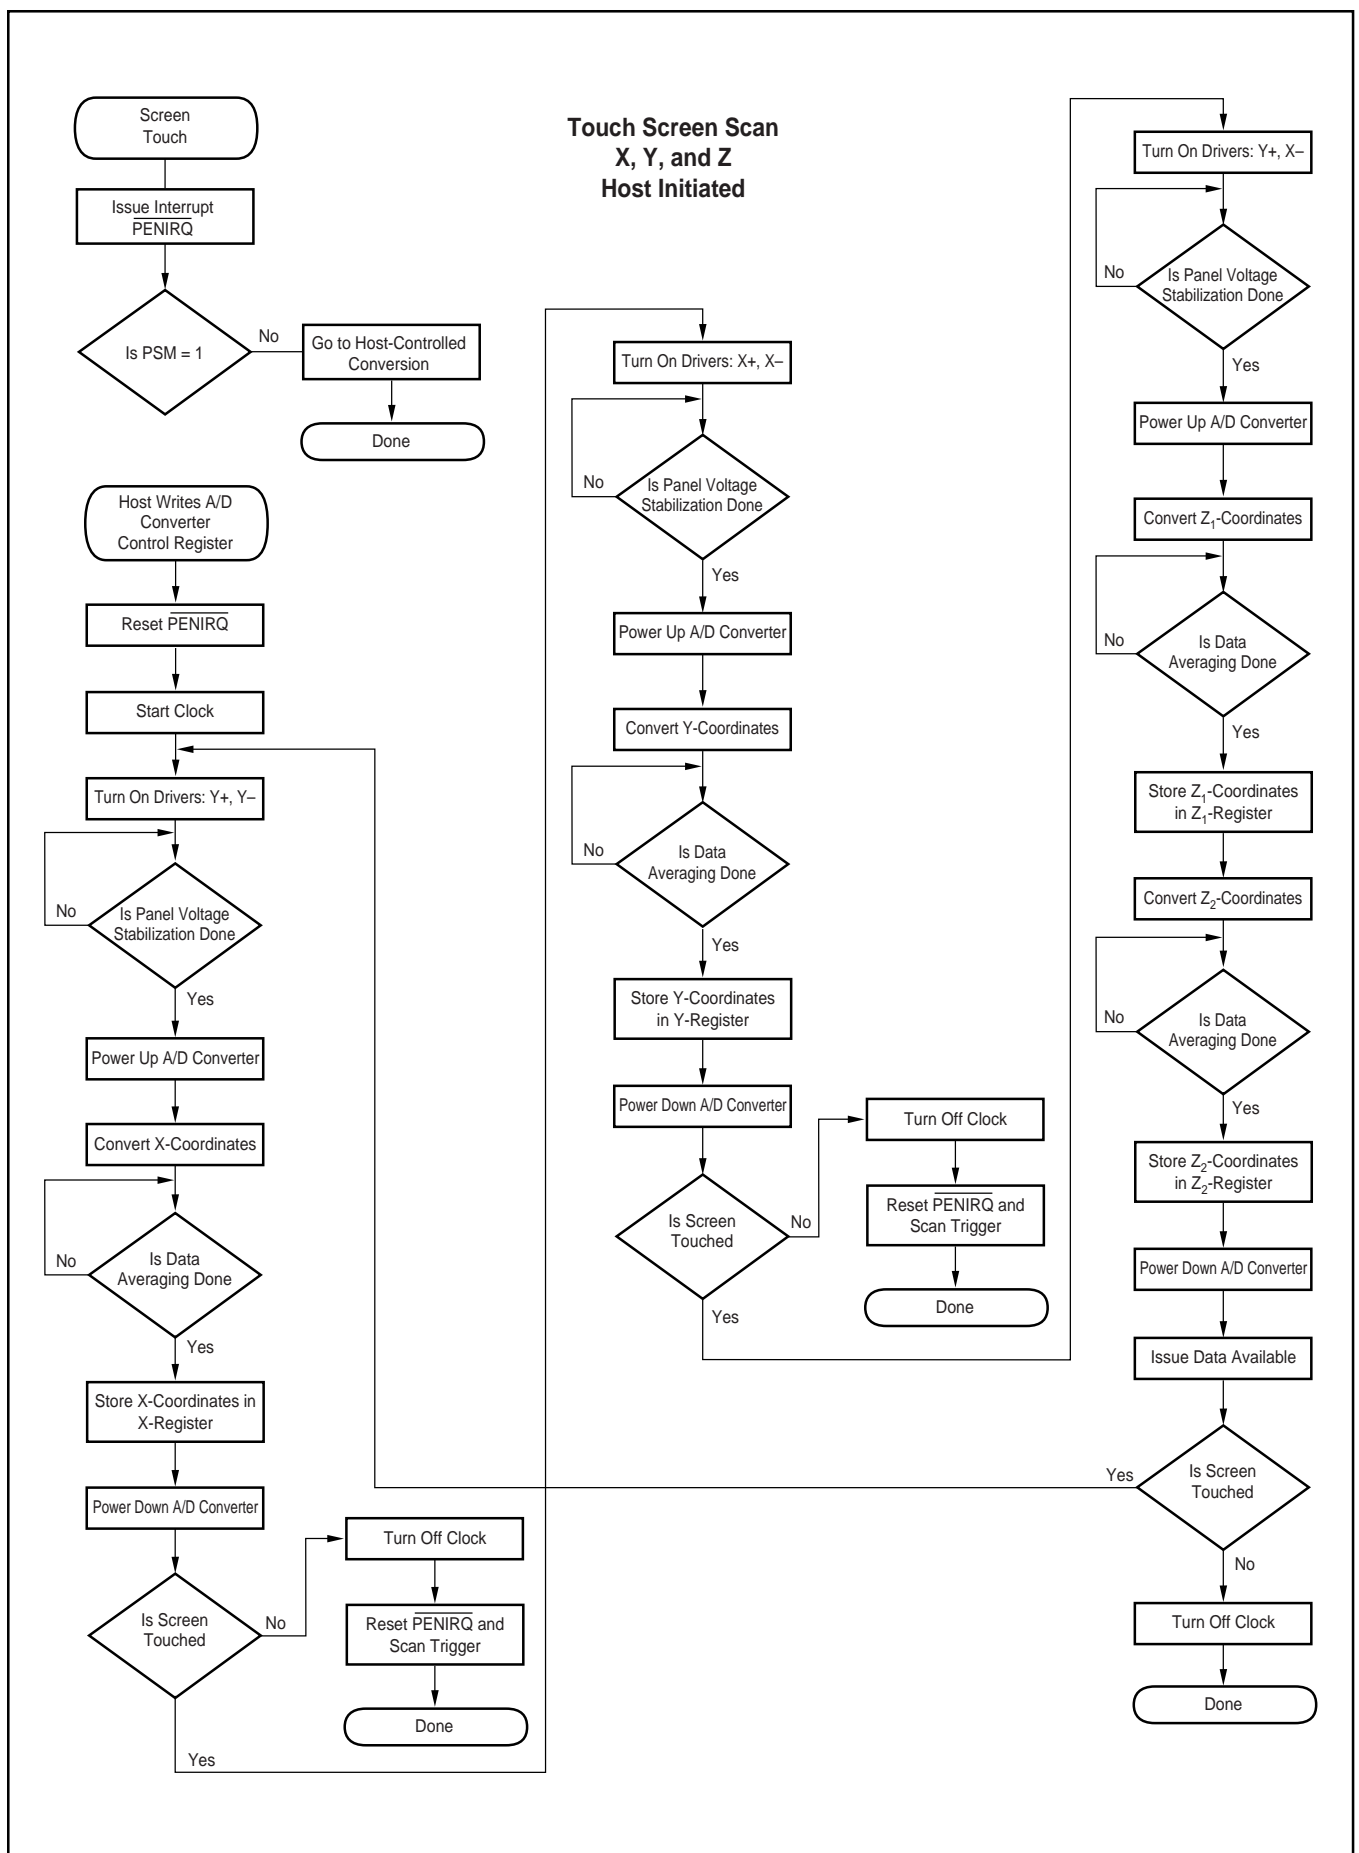 Touch Screen Scan
X, Y, and Z
Host Initiated
Screen
Touch
Issue Interrupt
PENIRQ
Is PSM = 1
No
Go to Host-Controlled
Conversion
Done
Host Writes A/D
Converter
Control Register
Reset PENIRQ
Start Clock
Turn On Drivers: Y+, Y–
Is Panel Voltage
Stabilization Done
No
Yes
Power Up A/D Converter
Convert X-Coordinates
Is Data
Averaging Done
No
Yes
Store X-Coordinates in
X-Register
Power Down A/D Converter
Is Screen
Touched
No
Turn Off Clock
Reset PENIRQ and
Scan Trigger
Done
Yes
Turn On Drivers: X+, X–
Is Panel Voltage
Stabilization Done
No
Yes
Power Up A/D Converter
Convert Y-Coordinates
Is Data
Averaging Done
No
Yes
Store Y-Coordinates
in Y-Register
Power Down A/D Converter
Is Screen
Touched
No
Turn Off Clock
Reset PENIRQ and
Scan Trigger
Done
Yes
Turn On Drivers: Y+, X–
Is Panel Voltage
Stabilization Done
No
Yes
Power Up A/D Converter
Convert Z1-Coordinates
Is Data
Averaging Done
No
Yes
Store Z1-Coordinates
in Z1-Register
Convert Z2-Coordinates
Is Data
Averaging Done
No
Yes
Store Z2-Coordinates
in Z2-Register
Power Down A/D Converter
Issue Data Available
Is Screen
Touched
Yes
No
Turn Off Clock
Done